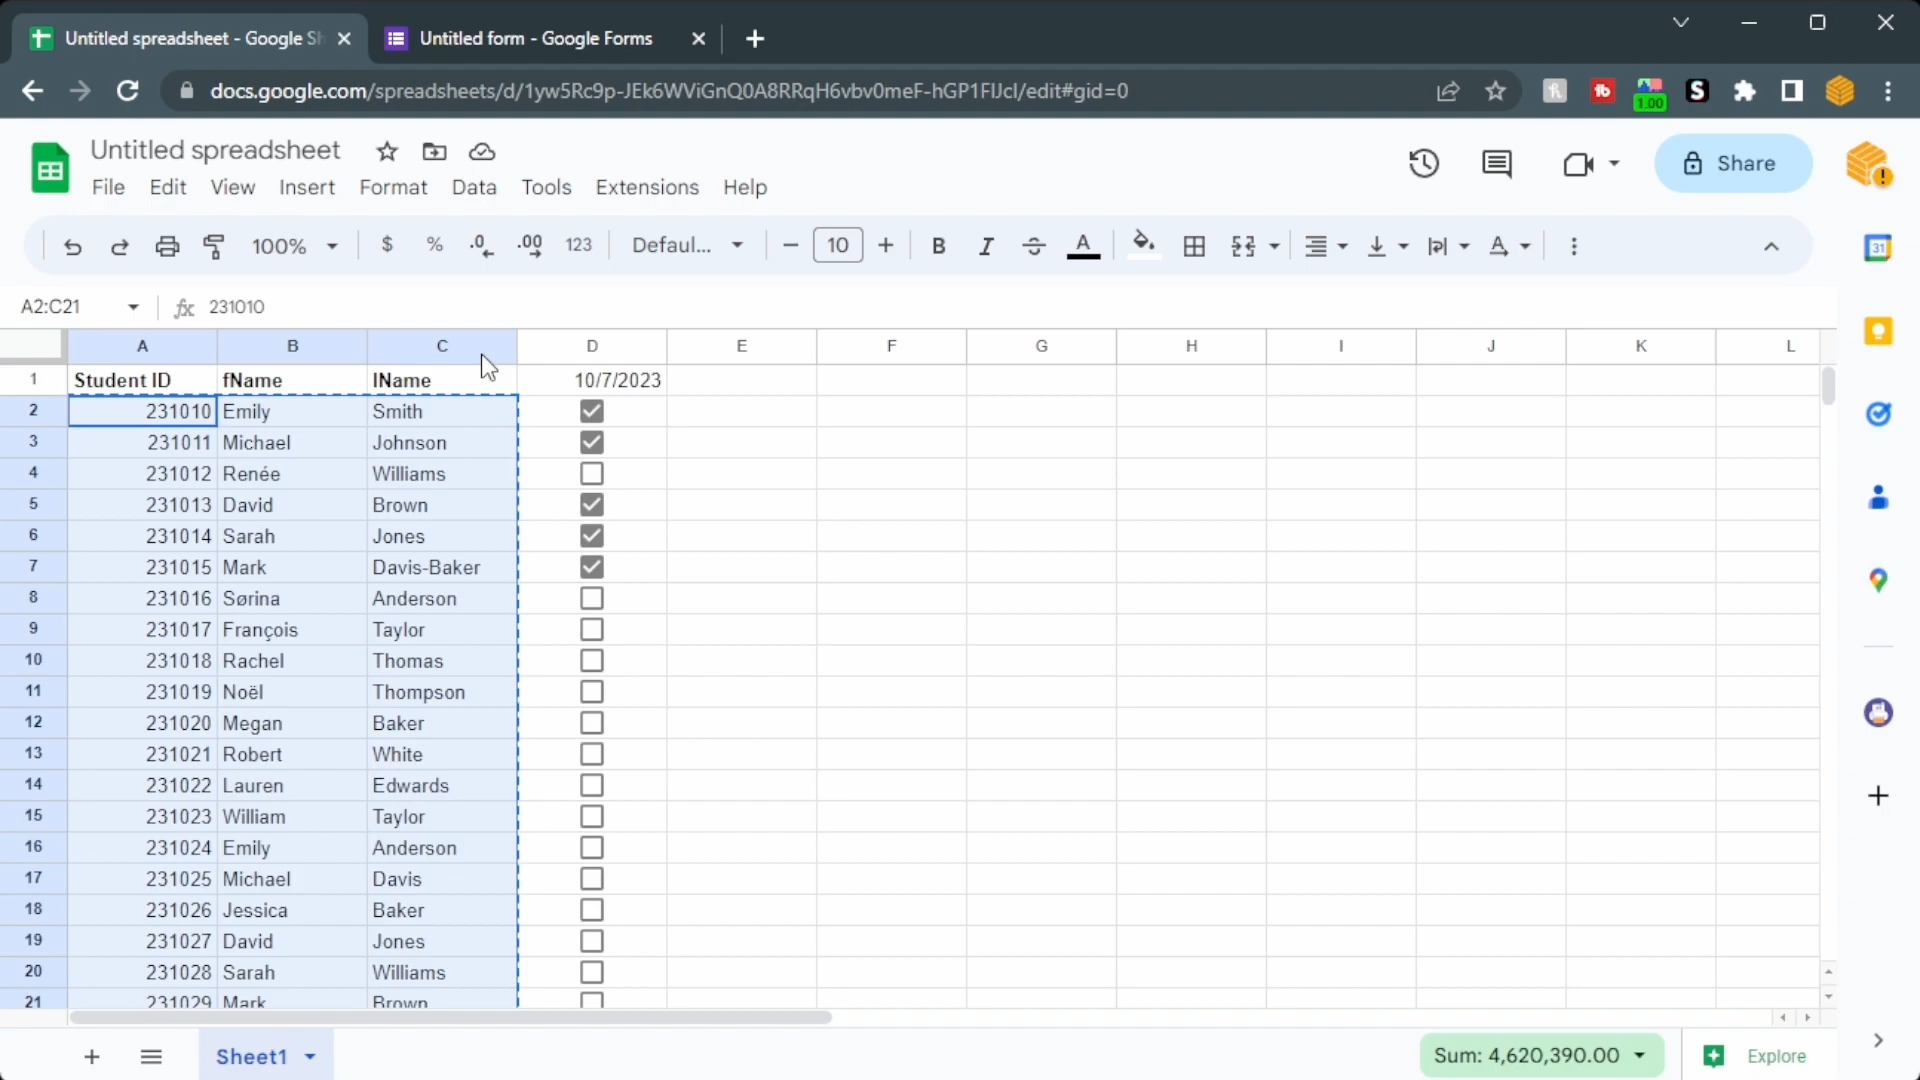 Untitled spreadsheet - Google Sh
Untitled form - Google Forms
docs.google.com/spreadsheets/d/1yw5Rc9p-JEk6WViGnQ0A8RRqH6vbv0meF-hGP1FIJcI/edit#gid=0
1.00
Untitled spreadsheet
File Edit View Insert Format Data Tools Extensions Help
Share
100% $ % .0 .00 123 Defaul... 10 B I A
31
A2:C21 fx 231010
A B C D E F G H I J K L
1 Student ID fName lName 10/7/2023
2 231010 Emily Smith
3 231011 Michael Johnson
4 231012 Renée Williams
5 231013 David Brown
6 231014 Sarah Jones
7 231015 Mark Davis-Baker
8 231016 Sørina Anderson
9 231017 François Taylor
10 231018 Rachel Thomas
11 231019 Noël Thompson
12 231020 Megan Baker
13 231021 Robert White
14 231022 Lauren Edwards
15 231023 William Taylor
16 231024 Emily Anderson
17 231025 Michael Davis
18 231026 Jessica Baker
19 231027 David Jones
20 231028 Sarah Williams
21 231029 Mark Brown
Sheet1
Sum: 4,620,390.00
Explore